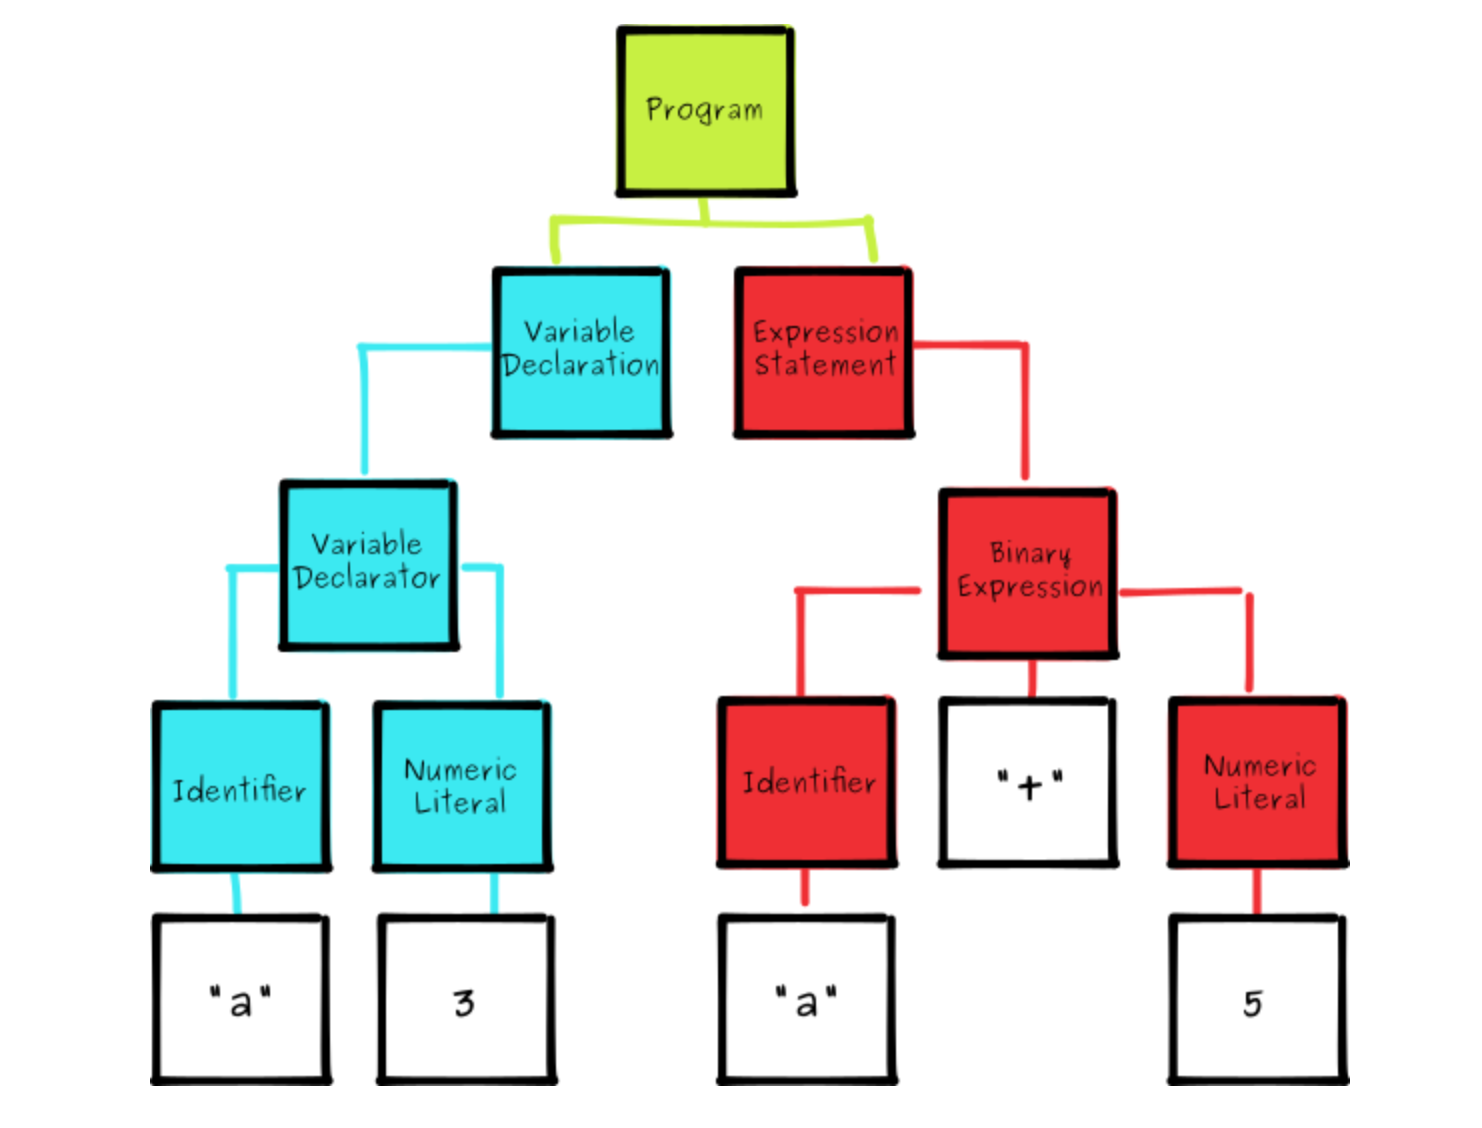 Program
Variable
Declaration
Expression
Statement
Variable
Declarator
Binary
Expression
Identifier
Numeric
Literal
Identifier
"+"
Numeric
Literal
"a"
3
"a"
5